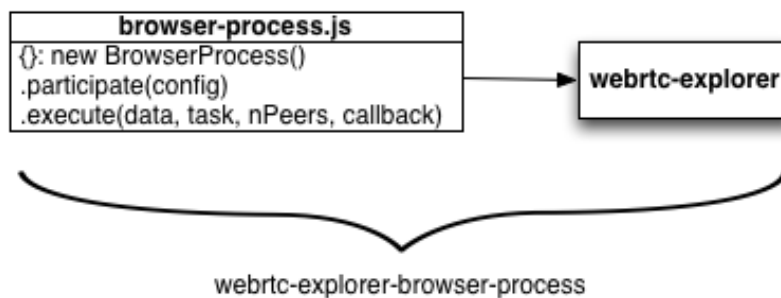 browser-process.js
{}: new BrowserProcess()
.participate(config)
.execute(data, task, nPeers, callback)
webrtc-explorer
webrtc-explorer-browser-process